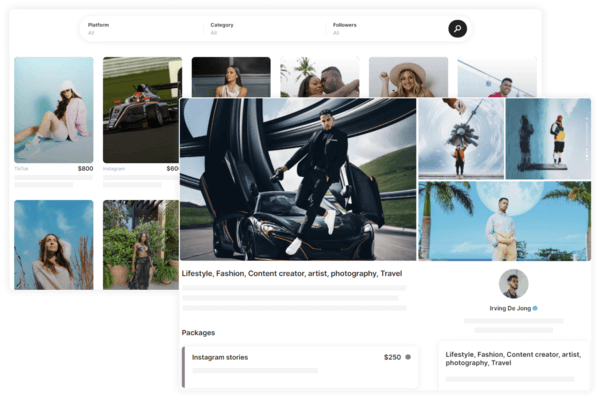 Platform
All
Category
All
Followers
All
TikTok
$800
Instagram
$600
Lifestyle, Fashion, Content creator, artist, photography, Travel
Packages
Instagram stories
$250
Irving De Jong
Lifestyle, Fashion, Content creator, artist,
photography, Travel